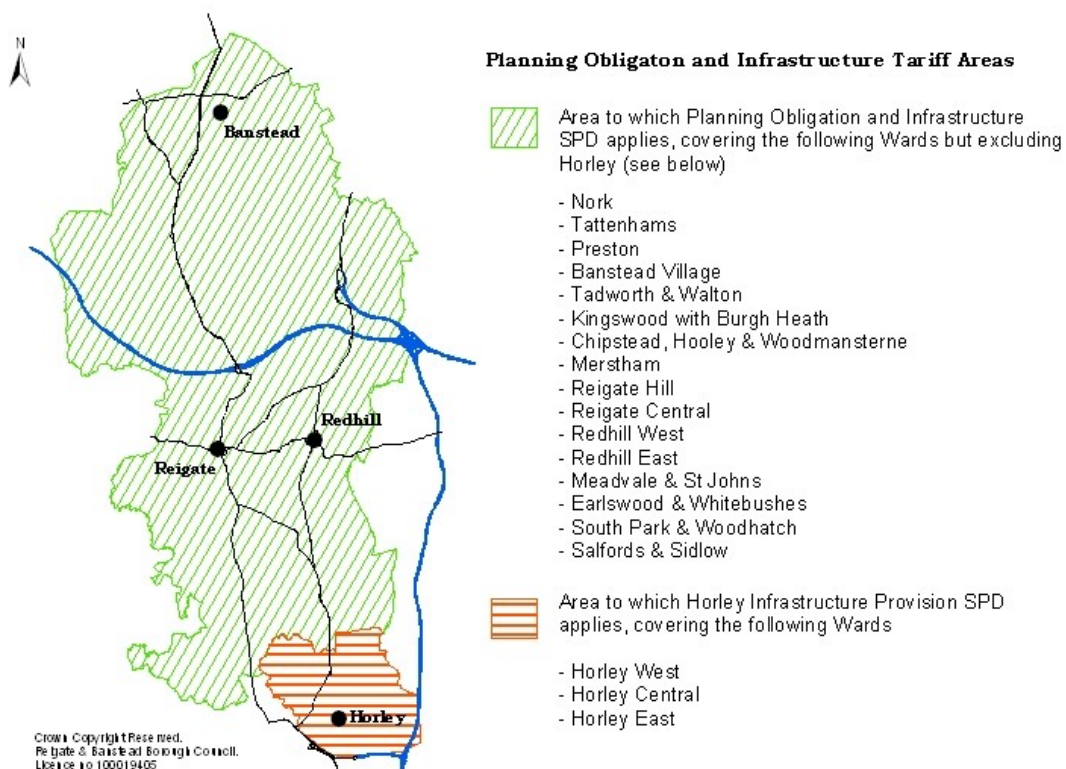 N
Planning Obligaton and Infrastructure Tariff Areas
Area to which Planning Obligation and Infrastructure
SPD applies, covering the following Wards but excluding
Horley (see below)
- Nork
- Tattenhams
- Preston
- Banstead Village
- Tadworth & Walton
- Kingswood with Burgh Heath
- Chipstead, Hooley & Woodmansterne
- Merstham
- Reigate Hill
- Reigate Central
- Redhill West
- Redhill East
- Meadvale & St Johns
- Earlswood & Whitebushes
- South Park & Woodhatch
- Salfords & Sidlow
Area to which Horley Infrastructure Provision SPD
applies, covering the following Wards
- Horley West
- Horley Central
- Horley East
Banstead
Redhill
Reigate
Horley
Crown Copyright Reserved.
Reigate & Banstead Borough Council.
Licence no 100019405